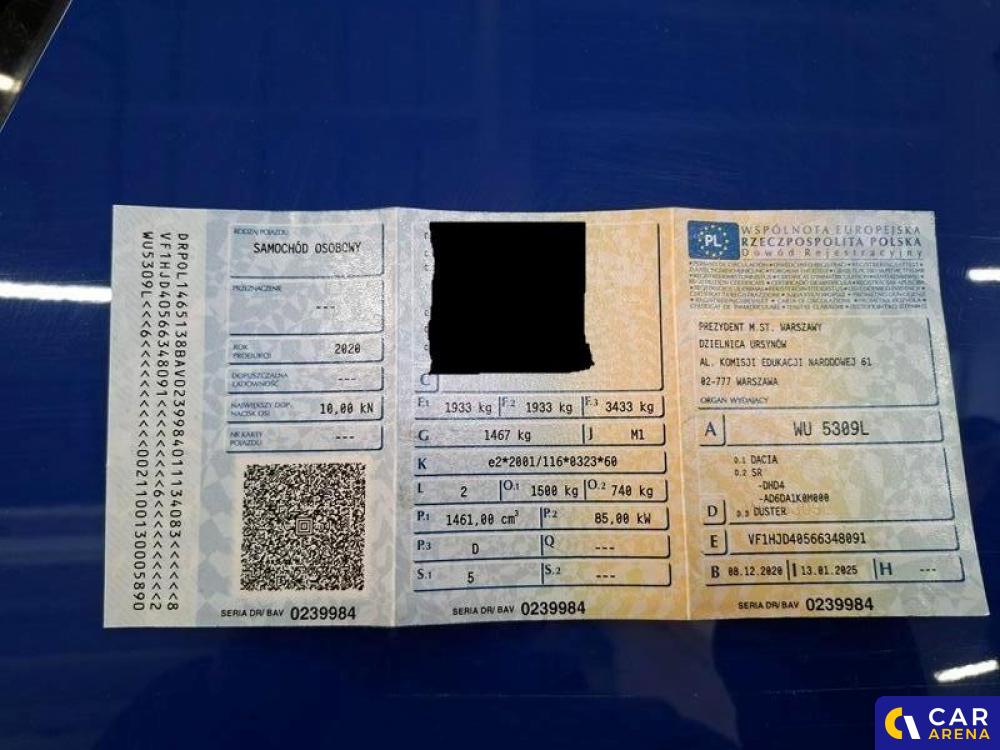 DRPOL1465138BAV0239984011134083<<<<<8
VF1HJD40566348091<<<<<<6<<<<<<<<<<<<2
WU5309L<<6<<<<<<<<<<<<0021100130005890
RODZAJ POJAZDU
SAMOCHÓD OSOBOWY
PRZEZNACZENIE
---
ROK PRODUKCJI 2020
DOPUSZCZALNA ŁADOWNOŚĆ ---
NAJWIĘKSZY DOP. NACISK OSI 10,00 kN
NR KARTY POJAZDU ---
SERIA DR/ BAV 0239984
C
F.1 1933 kg F.2 1933 kg F.3 3433 kg
G 1467 kg J M1
K e2*2001/116*0323*60
L 2 O.1 1500 kg O.2 740 kg
P.1 1461,00 cm³ P.2 85,00 kW
P.3 D Q ---
S.1 5 S.2 ---
SERIA DR/ BAV 0239984
PL
WSPÓLNOTA EUROPEJSKA
RZECZPOSPOLITA POLSKA
Dowód Rejestracyjny
PREZYDENT M.ST. WARSZAWY
DZIELNICA URSYNÓW
AL. KOMISJI EDUKACJI NARODOWEJ 61
02-777 WARSZAWA
ORGAN WYDAJĄCY
A WU 5309L
D.1 DACIA
D.2 SR
-DHD4
-AD6DA1K0M000
D D.3 DUSTER
E VF1HJD40566348091
B 08.12.2020 I 13.01.2025 H ---
SERIA DR/ BAV 0239984
CAR
ARENA